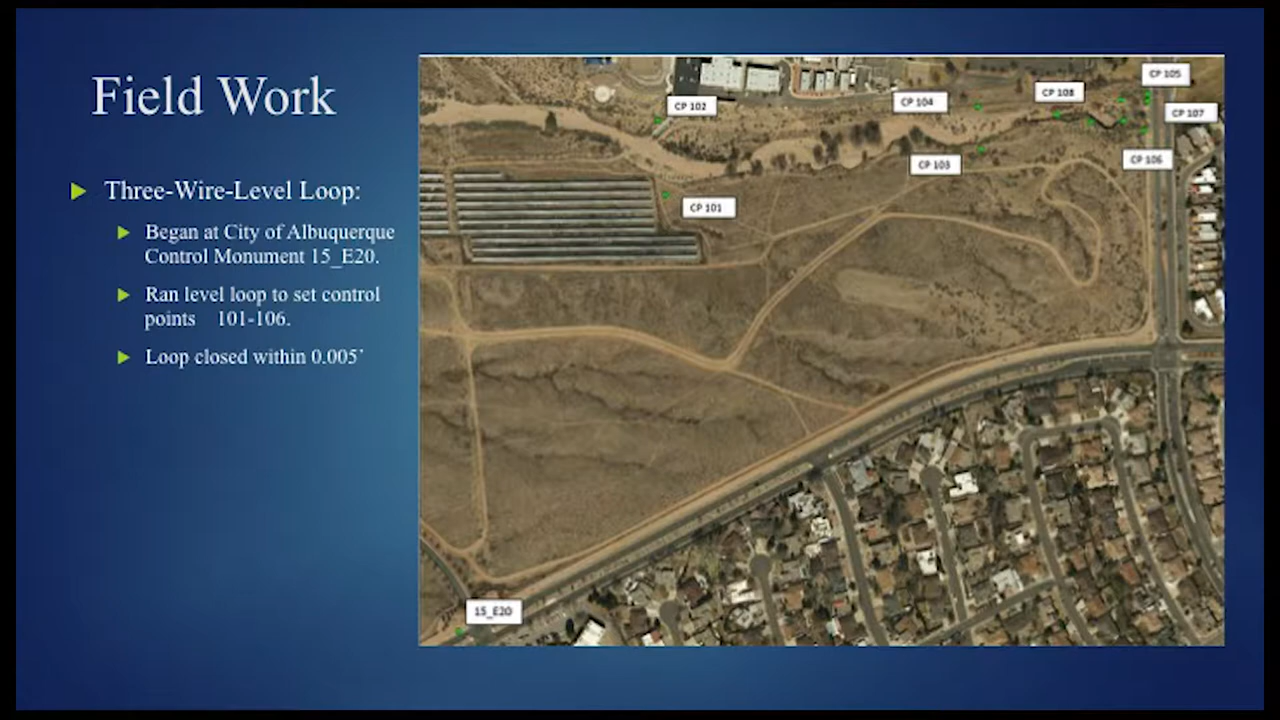 Field Work
Three-Wire-Level Loop:
Began at City of Albuquerque
Control Monument 15_E20.
Ran level loop to set control
points 101-106.
Loop closed within 0.005’
CP 105
CP 102
CP 104
CP 108
CP 107
CP 103
CP 106
CP 101
15_E20